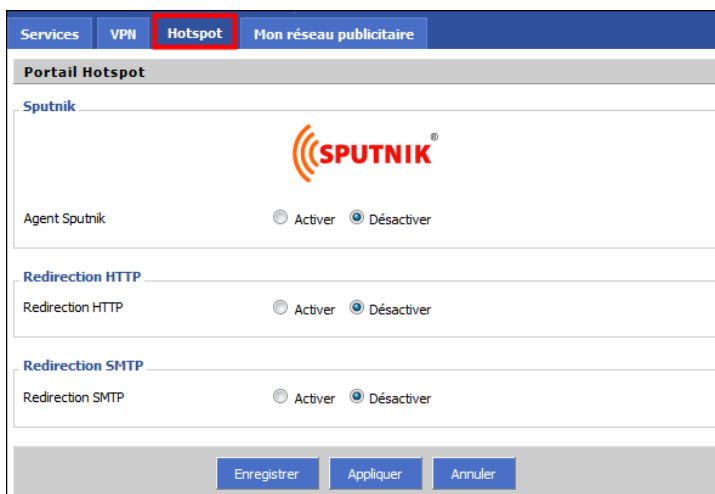 Services VPN Hotspot Mon réseau publicitaire
Portail Hotspot
Sputnik
SPUTNIK®
Agent Sputnik Activer Désactiver
Redirection HTTP
Redirection HTTP Activer Désactiver
Redirection SMTP
Redirection SMTP Activer Désactiver
Enregistrer Appliquer Annuler